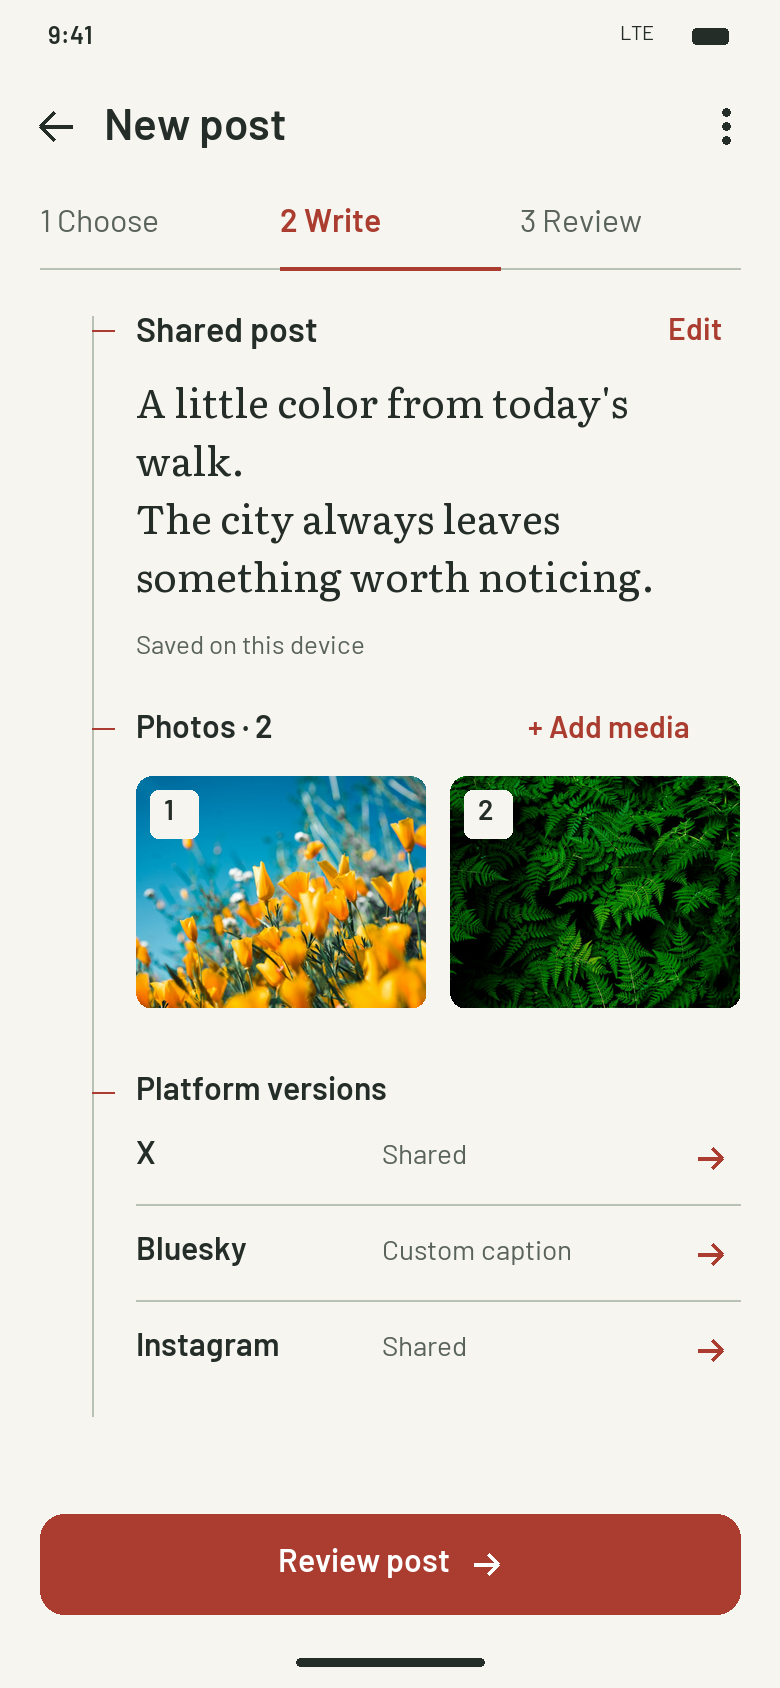 9:41
LTE
New post
1 Choose
2 Write
3 Review
Shared post
Edit
A little color from today's
walk.
The city always leaves
something worth noticing.
Saved on this device
Photos · 2
+ Add media
1
2
Platform versions
X
Shared
Bluesky
Custom caption
Instagram
Shared
Review post